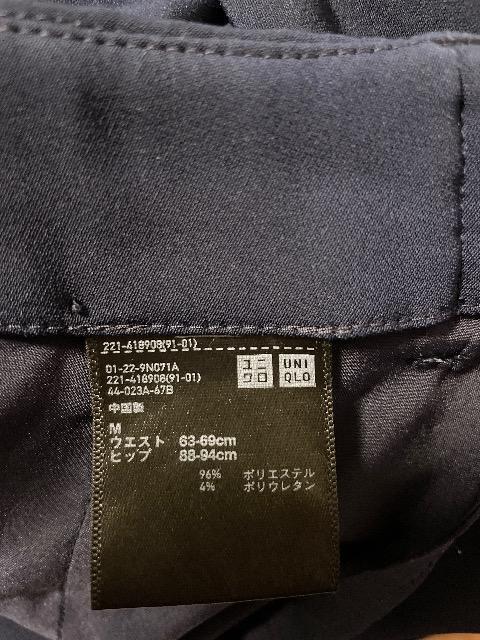 221-418908(91-01)
01-22-9N071A
221-418908(91-01)
44-023A-67B
ユニ
クロ
UNI
QLO
中国製
M
ウエスト 63-69cm
ヒップ 88-94cm
96% ポリエステル
4% ポリウレタン